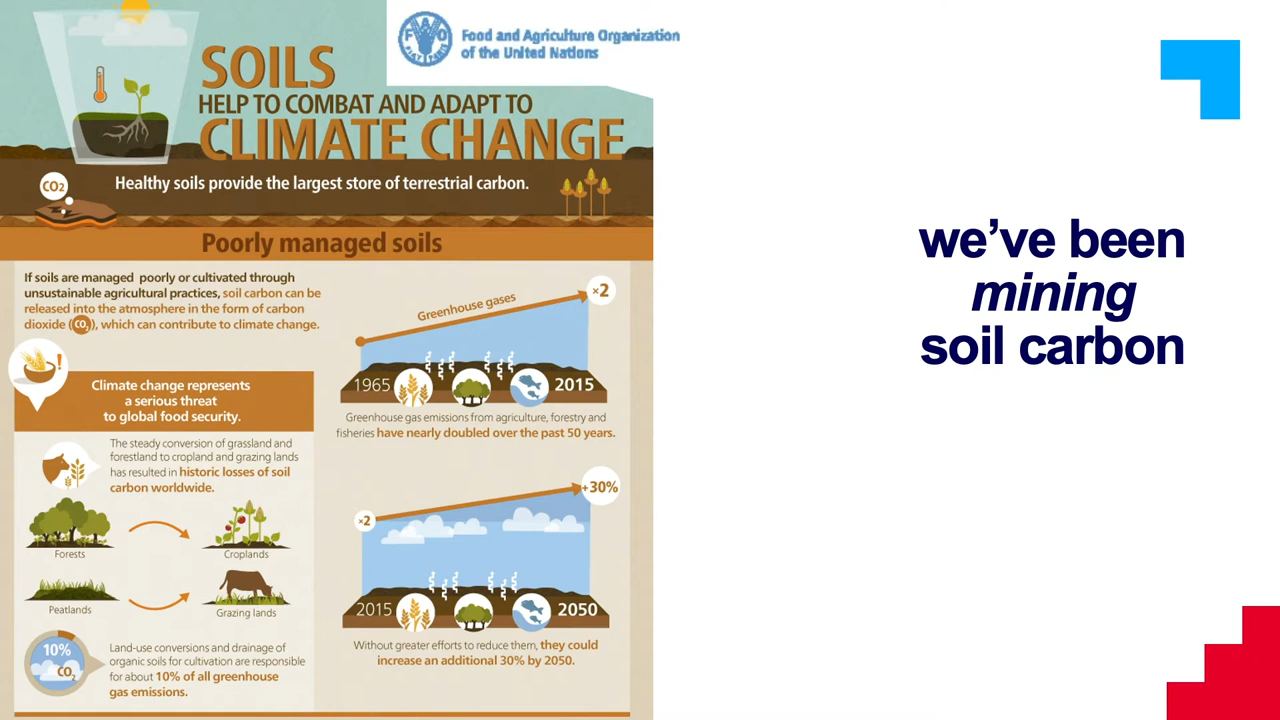 Food and Agriculture Organization
of the United Nations
FAO
FIAT PANIS
SOILS
HELP TO COMBAT AND ADAPT TO
CLIMATE CHANGE
CO2
Healthy soils provide the largest store of terrestrial carbon.
Poorly managed soils
If soils are managed poorly or cultivated through
unsustainable agricultural practices, soil carbon can be
released into the atmosphere in the form of carbon
dioxide (CO2), which can contribute to climate change.
!
Climate change represents
a serious threat
to global food security.
The steady conversion of grassland and
forestland to cropland and grazing lands
has resulted in historic losses of soil
carbon worldwide.
Forests
Croplands
Peatlands
Grazing lands
10%
CO2
Land-use conversions and drainage of
organic soils for cultivation are responsible
for about 10% of all greenhouse
gas emissions.
Greenhouse gases
×2
1965
2015
Greenhouse gas emissions from agriculture, forestry and
fisheries have nearly doubled over the past 50 years.
×2
+30%
2015
2050
Without greater efforts to reduce them, they could
increase an additional 30% by 2050.
we've been
mining
soil carbon